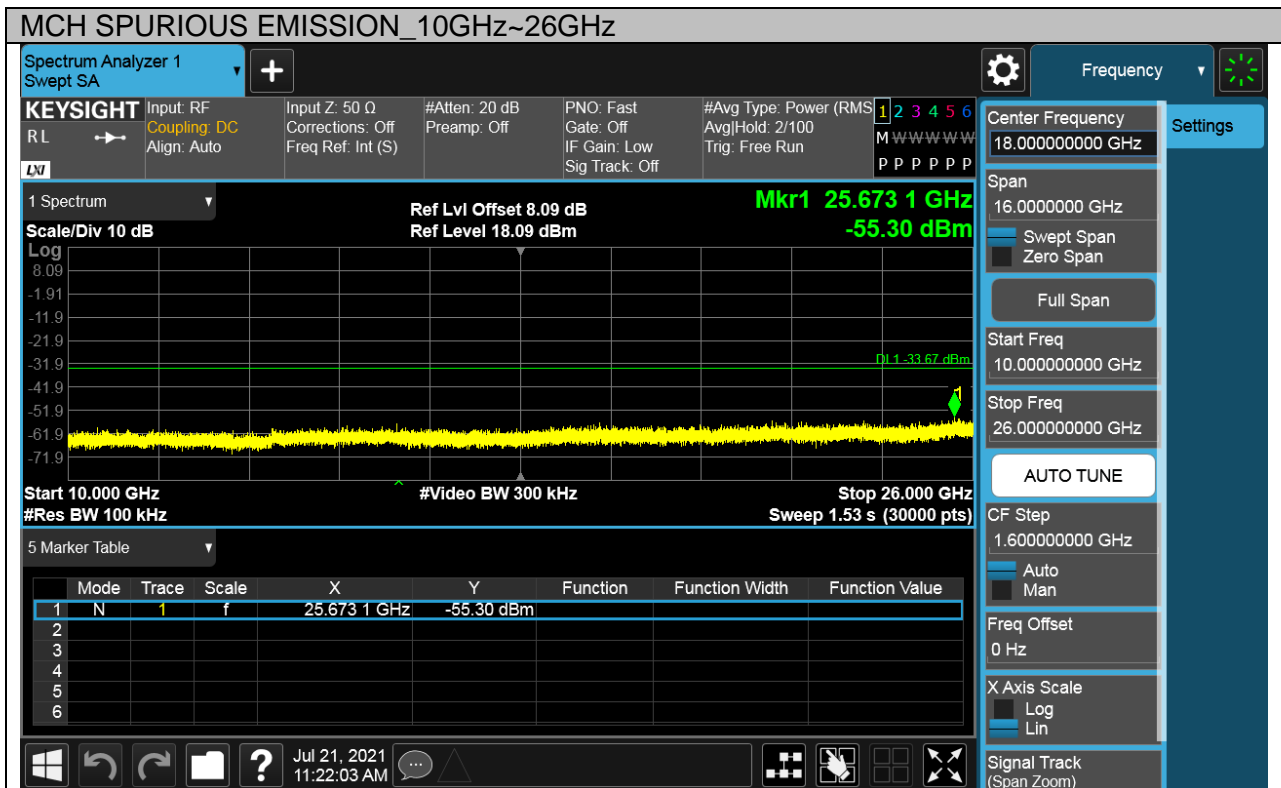 MCH SPURIOUS EMISSION_10GHz~26GHz
Spectrum Analyzer 1
Swept SA
+
Frequency
KEYSIGHT
R L
LXI
Input: RF
Coupling: DC
Align: Auto
Input Z: 50 Ω
Corrections: Off
Freq Ref: Int (S)
#Atten: 20 dB
Preamp: Off
PNO: Fast
Gate: Off
IF Gain: Low
Sig Track: Off
#Avg Type: Power (RMS
Avg|Hold: 2/100
Trig: Free Run
1 2 3 4 5 6
M W W W W W
P P P P P P
Center Frequency
18.000000000 GHz
Settings
Span
16.0000000 GHz
Swept Span
Zero Span
Full Span
Start Freq
10.000000000 GHz
Stop Freq
26.000000000 GHz
AUTO TUNE
CF Step
1.600000000 GHz
Auto
Man
Freq Offset
0 Hz
X Axis Scale
Log
Lin
Signal Track
(Span Zoom)
1 Spectrum
Scale/Div 10 dB
Ref Lvl Offset 8.09 dB
Ref Level 18.09 dBm
Mkr1 25.673 1 GHz
-55.30 dBm
Log
8.09
-1.91
-11.9
-21.9
-31.9
-41.9
-51.9
-61.9
-71.9
DL1 -33.67 dBm
1
Start 10.000 GHz
#Video BW 300 kHz
Stop 26.000 GHz
#Res BW 100 kHz
Sweep 1.53 s (30000 pts)
5 Marker Table
Mode Trace Scale X Y Function Function Width Function Value
1 N 1 f 25.673 1 GHz -55.30 dBm
2
3
4
5
6
?
Jul 21, 2021
11:22:03 AM